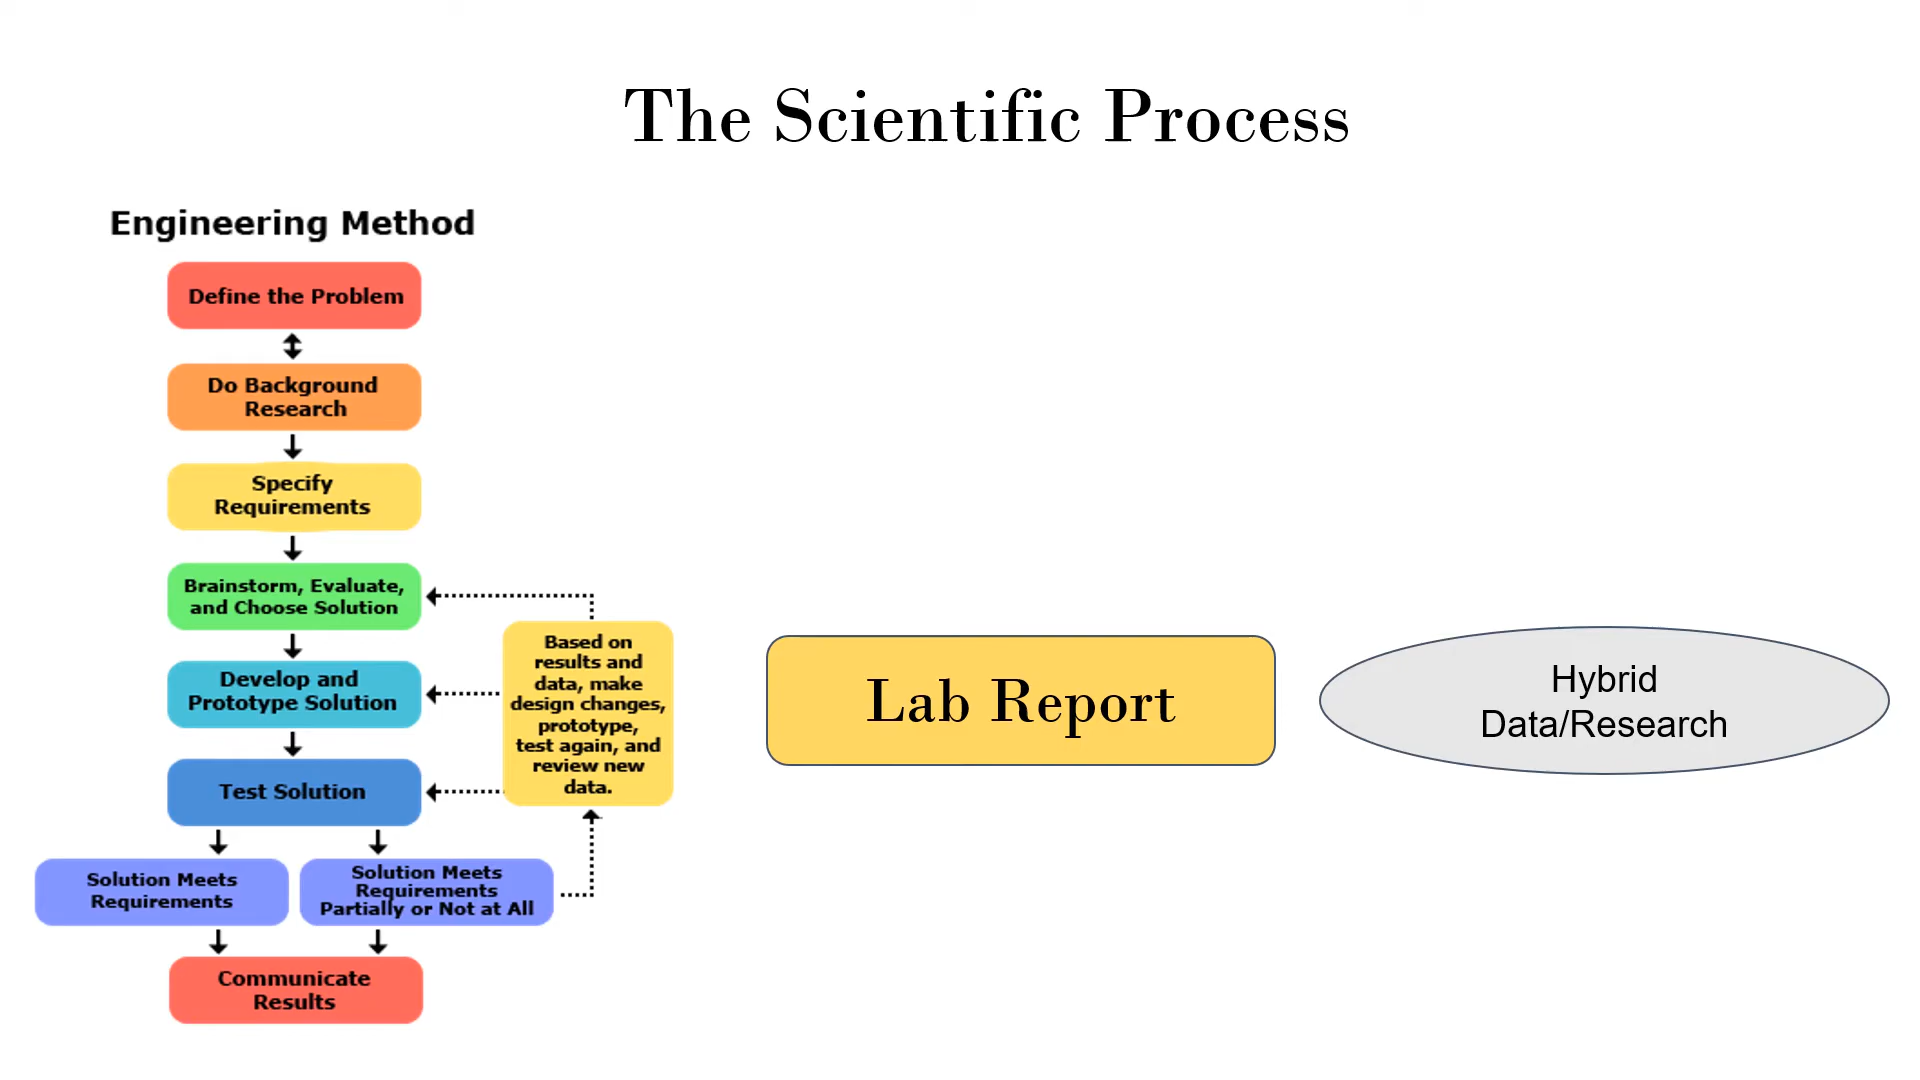 The Scientific Process
Engineering Method
Define the Problem
Do Background
Research
Specify
Requirements
Brainstorm, Evaluate,
and Choose Solution
Develop and
Prototype Solution
Test Solution
Solution Meets
Requirements
Solution Meets
Requirements
Partially or Not at All
Communicate
Results
Based on
results and
data, make
design changes,
prototype,
test again, and
review new
data.
Lab Report
Hybrid
Data/Research